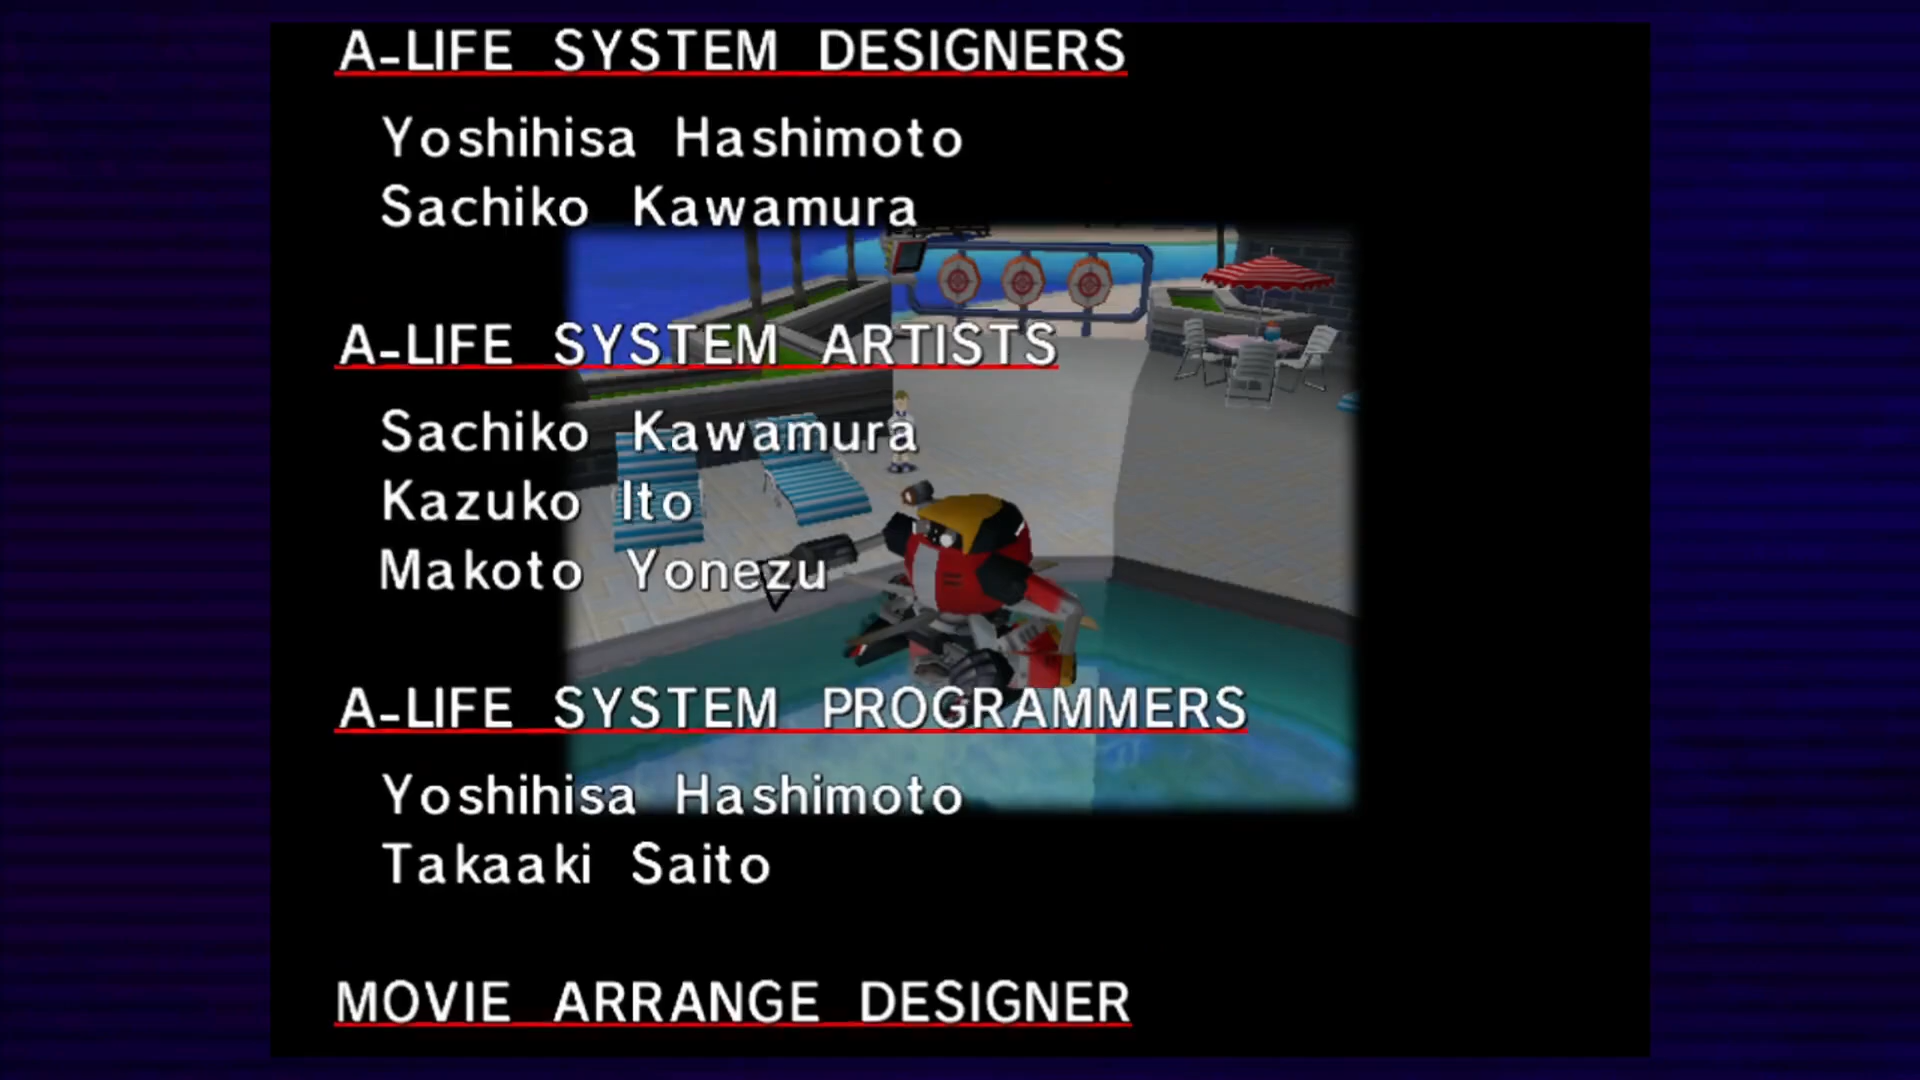 A-LIFE SYSTEM DESIGNERS
Yoshihisa Hashimoto
Sachiko Kawamura
A-LIFE SYSTEM ARTISTS
Sachiko Kawamura
Kazuko Ito
Makoto Yonezu
A-LIFE SYSTEM PROGRAMMERS
Yoshihisa Hashimoto
Takaaki Saito
MOVIE ARRANGE DESIGNER